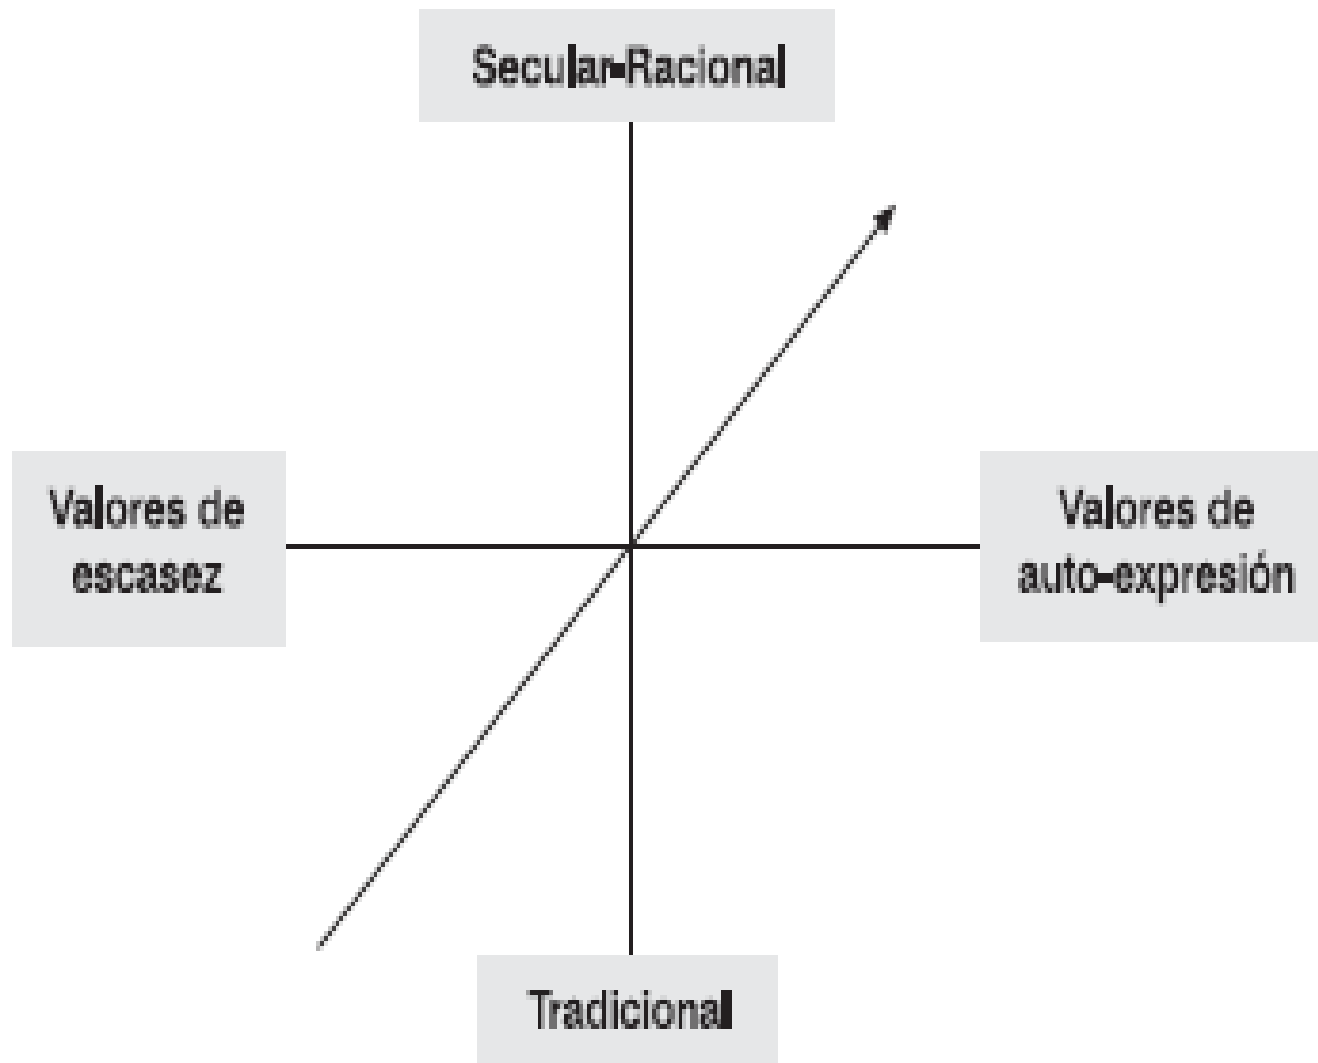 Secular-Racional
Valores de
escasez
Valores de
auto-expresión
Tradicional